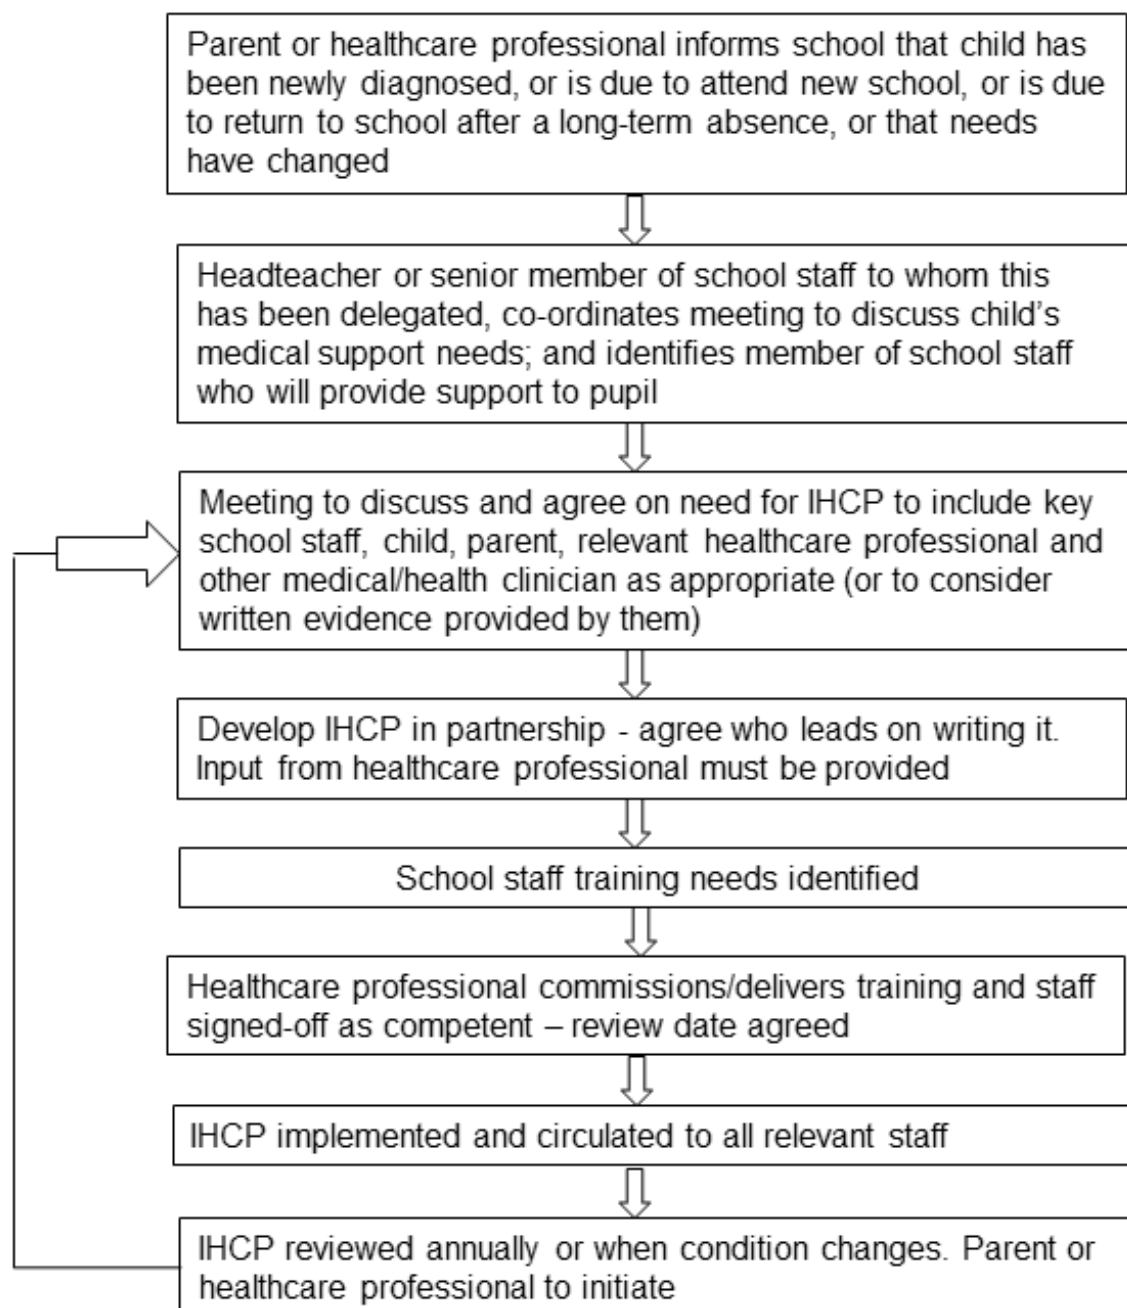 Parent or healthcare professional informs school that child has
been newly diagnosed, or is due to attend new school, or is due
to return to school after a long-term absence, or that needs
have changed
Headteacher or senior member of school staff to whom this
has been delegated, co-ordinates meeting to discuss child's
medical support needs; and identifies member of school staff
who will provide support to pupil
Meeting to discuss and agree on need for IHCP to include key
school staff, child, parent, relevant healthcare professional and
other medical/health clinician as appropriate (or to consider
written evidence provided by them)
Develop IHCP in partnership - agree who leads on writing it.
Input from healthcare professional must be provided
School staff training needs identified
Healthcare professional commissions/delivers training and staff
signed-off as competent – review date agreed
IHCP implemented and circulated to all relevant staff
IHCP reviewed annually or when condition changes. Parent or
healthcare professional to initiate